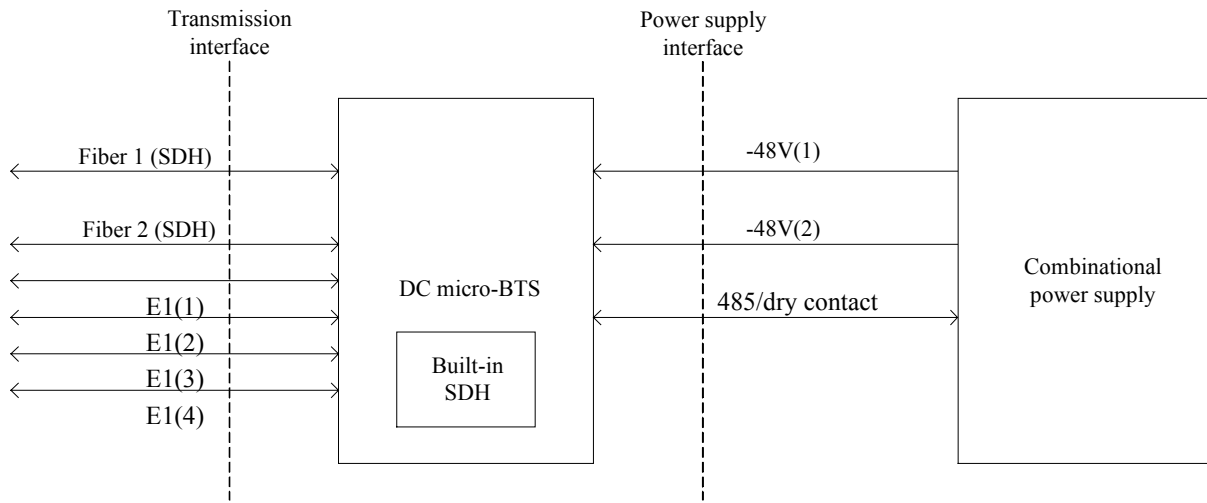 Transmission
interface
Power supply
interface
Fiber 1 (SDH)
-48V(1)
Fiber 2 (SDH)
-48V(2)
DC micro-BTS
Combinational
power supply
E1(1)
485/dry contact
E1(2)
E1(3)
E1(4)
Built-in
SDH